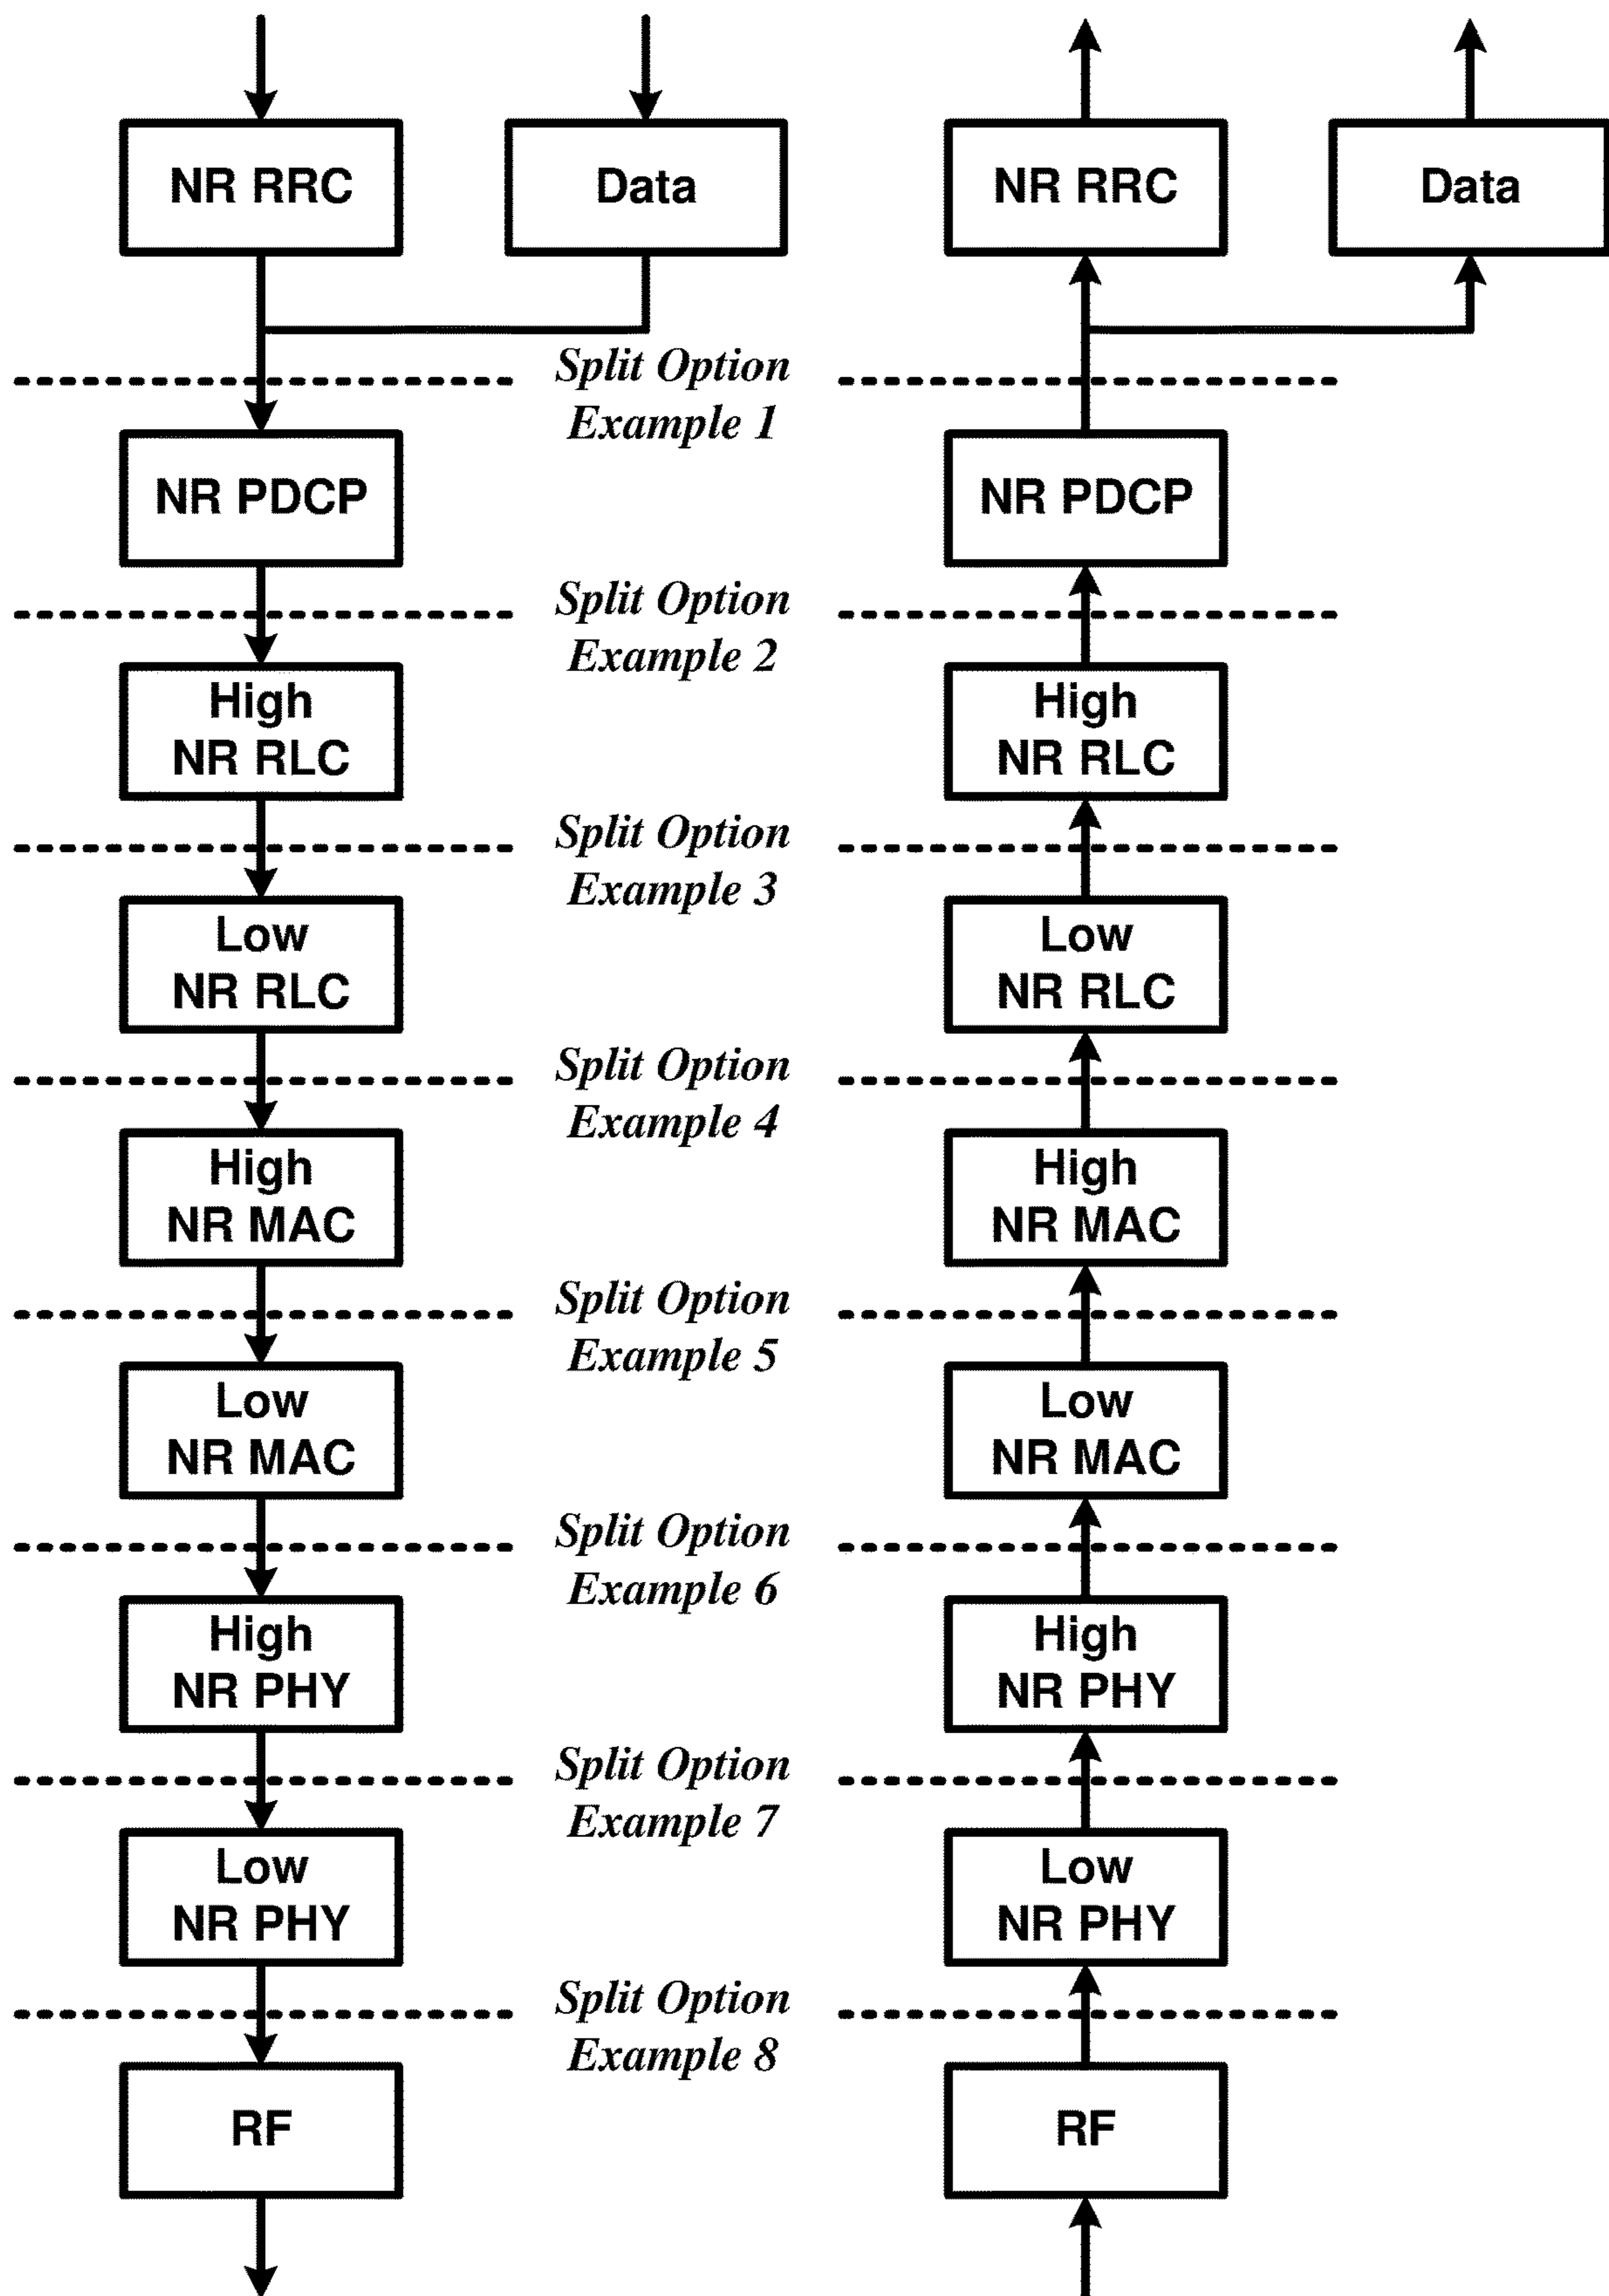 NR RRC
Data
NR RRC
Data
Split Option
Example 1
NR PDCP
NR PDCP
Split Option
Example 2
High
NR RLC
High
NR RLC
Split Option
Example 3
Low
NR RLC
Low
NR RLC
Split Option
Example 4
High
NR MAC
High
NR MAC
Split Option
Example 5
Low
NR MAC
Low
NR MAC
Split Option
Example 6
High
NR PHY
High
NR PHY
Split Option
Example 7
Low
NR PHY
Low
NR PHY
Split Option
Example 8
RF
RF